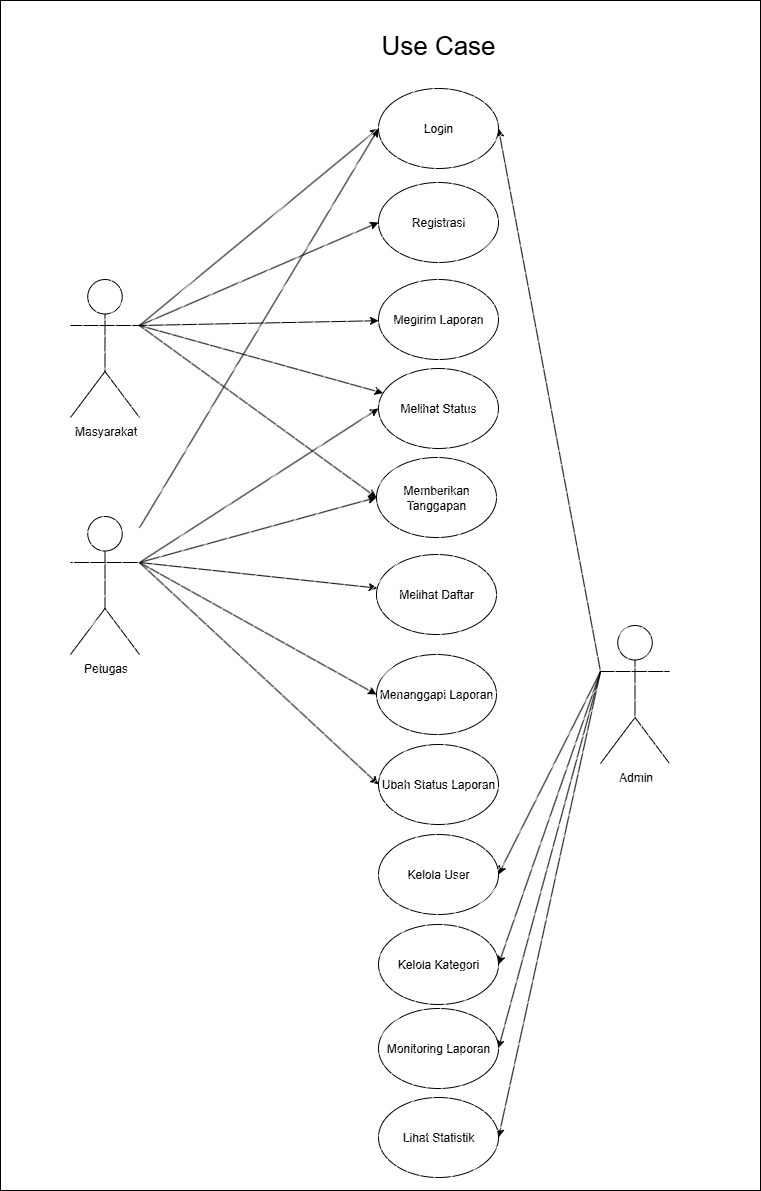 Use Case
Login
Registrasi
Megirim Laporan
Melihat Status
Masyarakat
Memberikan
Tanggapan
Melihat Daftar
Petugas
Menanggapi Laporan
Admin
Ubah Status Laporan
Kelola User
Kelola Kategori
Monitoring Laporan
Lihat Statistik